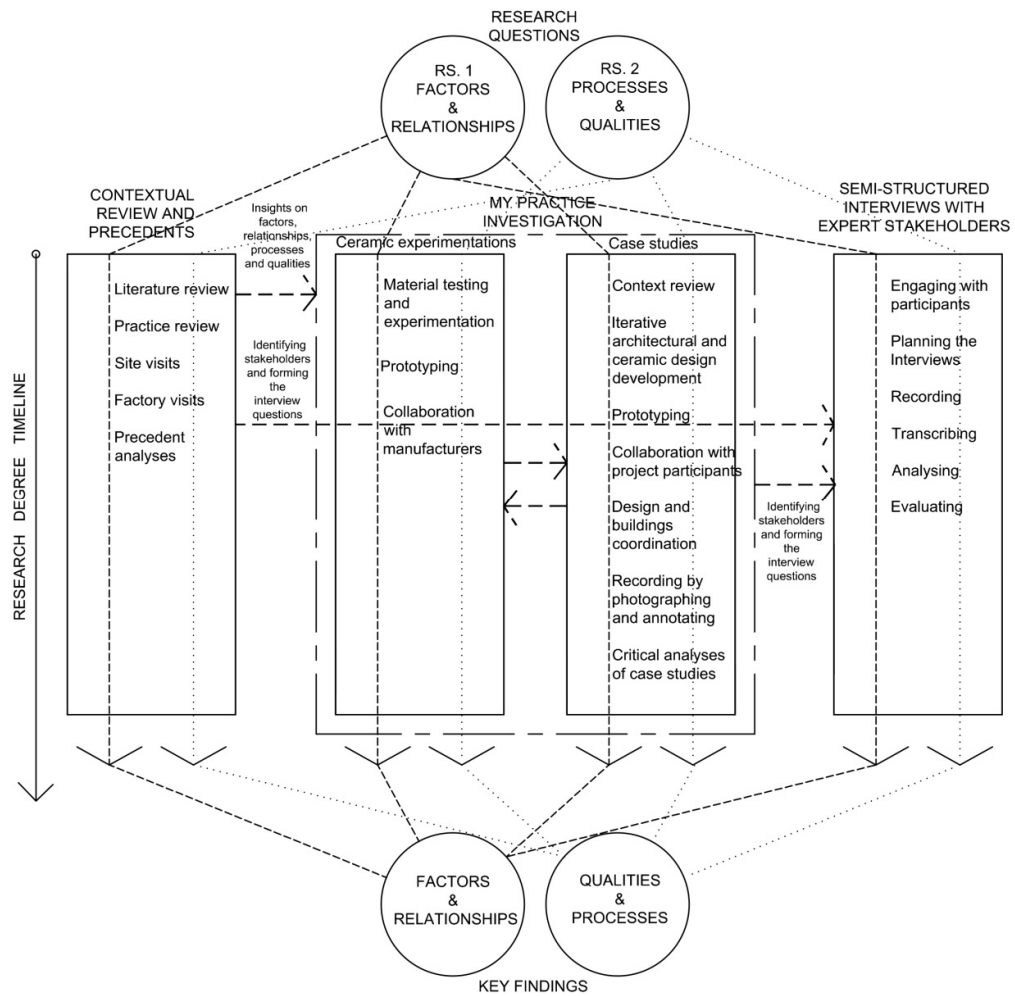 RESEARCH
QUESTIONS
RS. 1
FACTORS
&
RELATIONSHIPS
RS. 2
PROCESSES
&
QUALITIES
CONTEXTUAL
REVIEW AND
PRECEDENTS
Insights on
factors,
relationships,
processes
and qualities
MY PRACTICE
INVESTIGATION
SEMI-STRUCTURED
INTERVIEWS WITH
EXPERT STAKEHOLDERS
RESEARCH DEGREE TIMELINE
Literature review
Practice review
Site visits
Factory visits
Precedent
analyses
Identifying
stakeholders
and forming
the
interview
questions
Ceramic experimentations
Material testing
and
experimentation
Prototyping
Collaboration
with
manufacturers
Case studies
Context review
Iterative
architectural and
ceramic design
development
Prototyping
Collaboration with
project participants
Design and
buildings
coordination
Recording by
photographing
and annotating
Critical analyses
of case studies
Identifying
stakeholders
and forming
the
interview
questions
Engaging with
participants
Planning the
Interviews
Recording
Transcribing
Analysing
Evaluating
FACTORS
&
RELATIONSHIPS
QUALITIES
&
PROCESSES
KEY FINDINGS